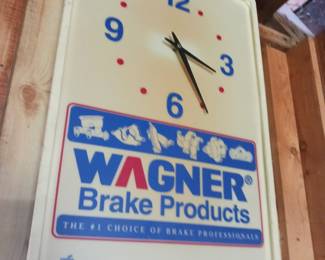 12
9
3
6
WAGNER®
Brake Products
THE #1 CHOICE OF BRAKE PROFESSIONALS